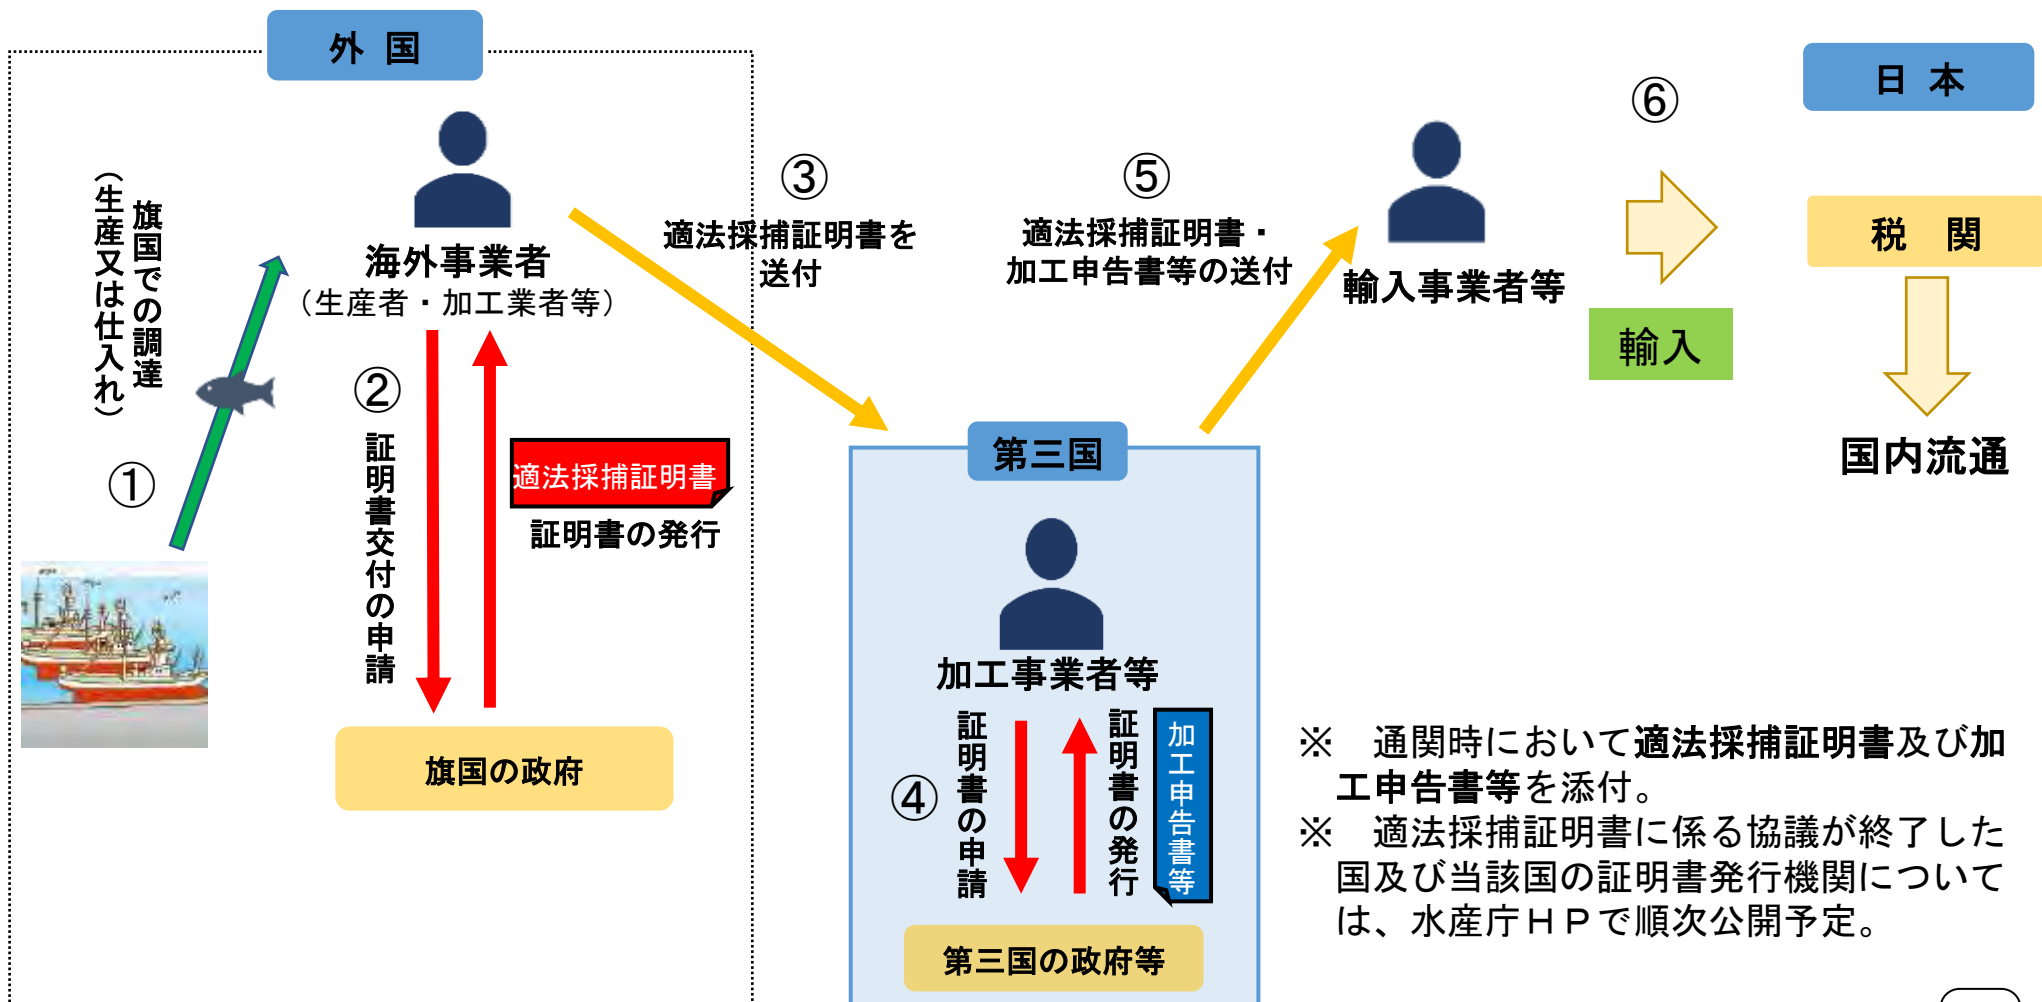 外 国
日 本
⑥
③
⑤
適法採捕証明書を
送付
適法採捕証明書・
加工申告書等の送付
税 関
旗国での調達
（生産又は仕入れ）
海外事業者
（生産者・加工業者等）
輸入事業者等
輸入
①
②
証明書交付の申請
適法採捕証明書
証明書の発行
第三国
国内流通
加工事業者等
旗国の政府
④
証明書の申請
証明書の発行
加工申告書等
第三国の政府等
※ 通関時において適法採捕証明書及び加
工申告書等を添付。
※ 適法採捕証明書に係る協議が終了した
国及び当該国の証明書発行機関について
は、水産庁ＨＰで順次公開予定。